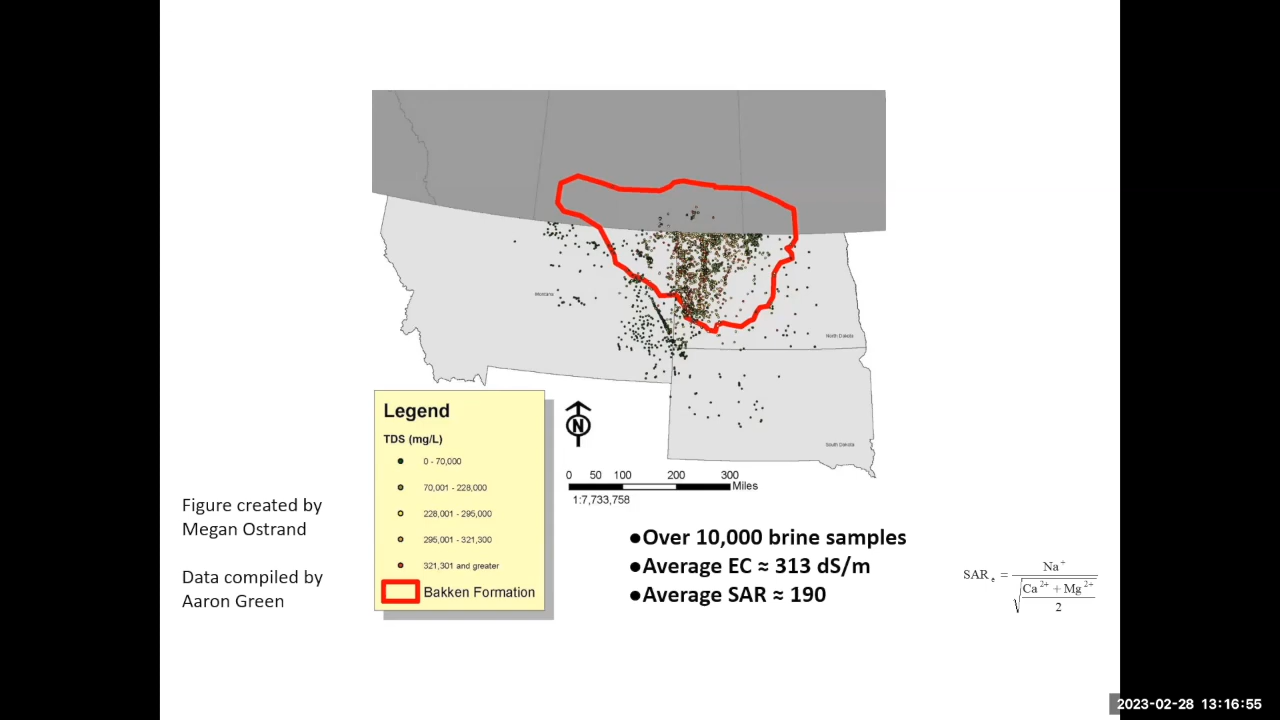 Montana
North Dakota
South Dakota
Legend
TDS (mg/L)
0 - 70,000
70,001 - 228,000
228,001 - 295,000
295,001 - 321,300
321,301 and greater
Bakken Formation
N
0 50 100 200 300
Miles
1:7,733,758
Figure created by
Megan Ostrand
Data compiled by
Aaron Green
●Over 10,000 brine samples
●Average EC ≈ 313 dS/m
●Average SAR ≈ 190
SARe = Na+ / √((Ca2+ + Mg2+) / 2)
2023-02-28 13:16:55